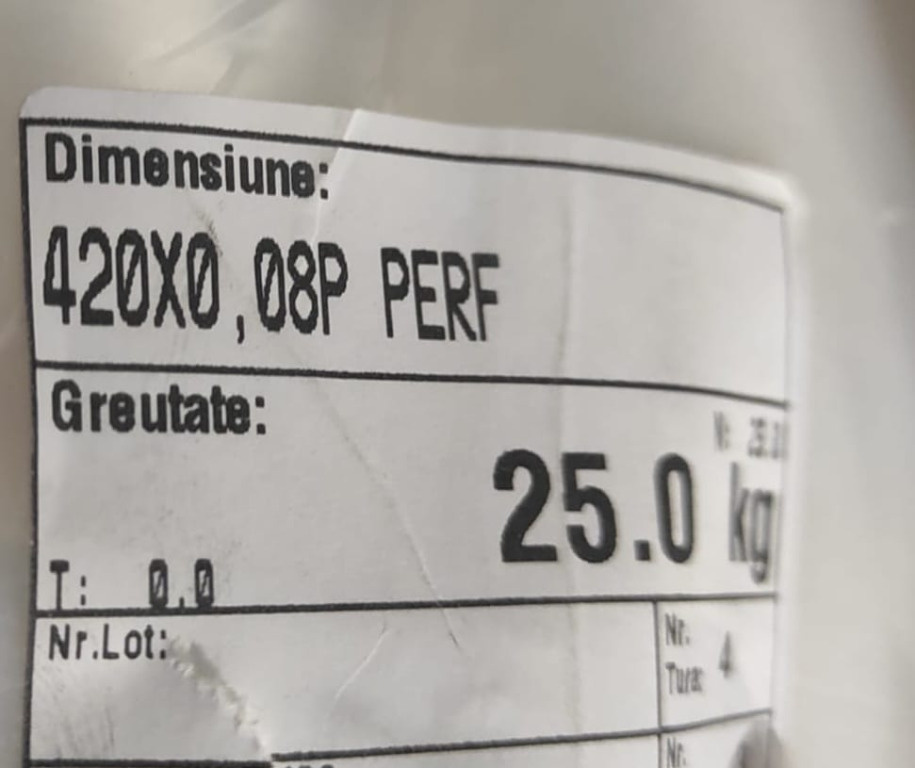 Dimensiune:
420X0,08P PERF
Greutate:
25.0 kg
T: 0.0
Nr.Lot:
Nr.
Tura: 4
Nr.